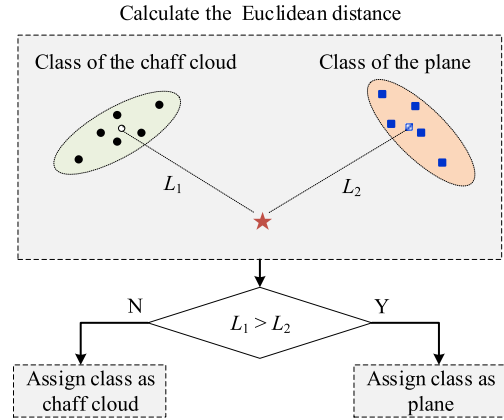 Calculate the Euclidean distance
Class of the chaff cloud
Class of the plane
L1
L2
N
Y
L1 > L2
Assign class as
chaff cloud
Assign class as
plane